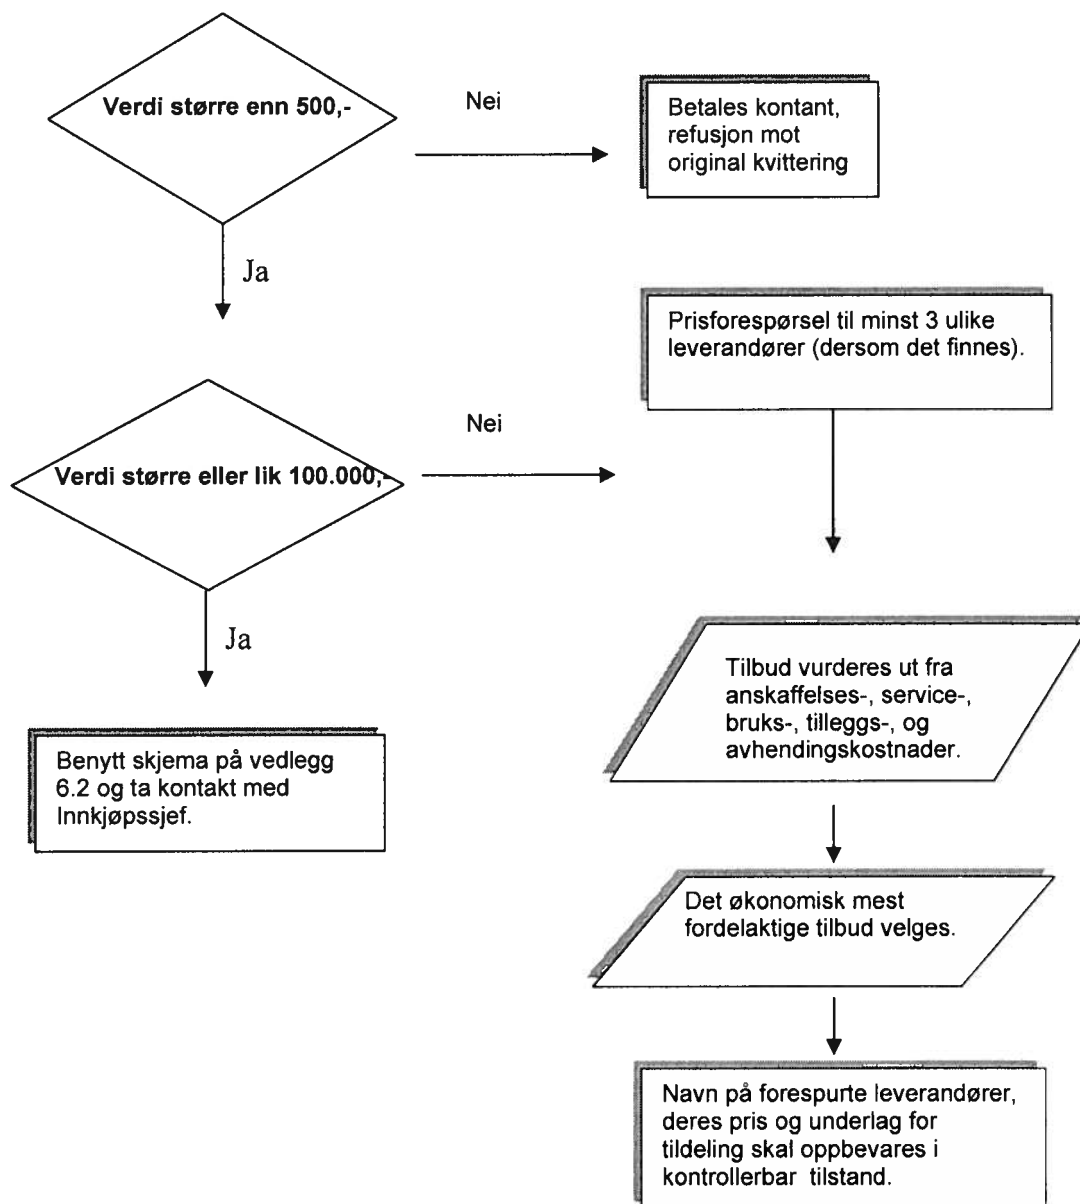 Verdi større enn 500,-
Nei
Betales kontant,
refusjon mot
original kvittering
Ja
Prisforespørsel til minst 3 ulike
leverandører (dersom det finnes).
Verdi større eller lik 100.000,-
Nei
Ja
Benytt skjema på vedlegg
6.2 og ta kontakt med
Innkjøpssjef.
Tilbud vurderes ut fra
anskaffelses-, service-,
bruks-, tilleggs-, og
avhendingskostnader.
Det økonomisk mest
fordelaktige tilbud velges.
Navn på forespurte leverandører,
deres pris og underlag for
tildeling skal oppbevares i
kontrollerbar tilstand.